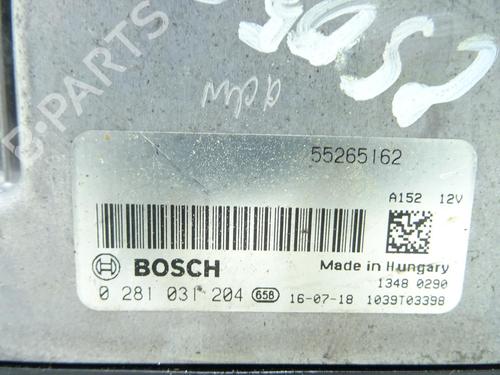 B-PARTS
55265162
A152 12V
BOSCH
Made in Hungary
1348 0290
0 281 031 204 658 16-07-18 1039T03398